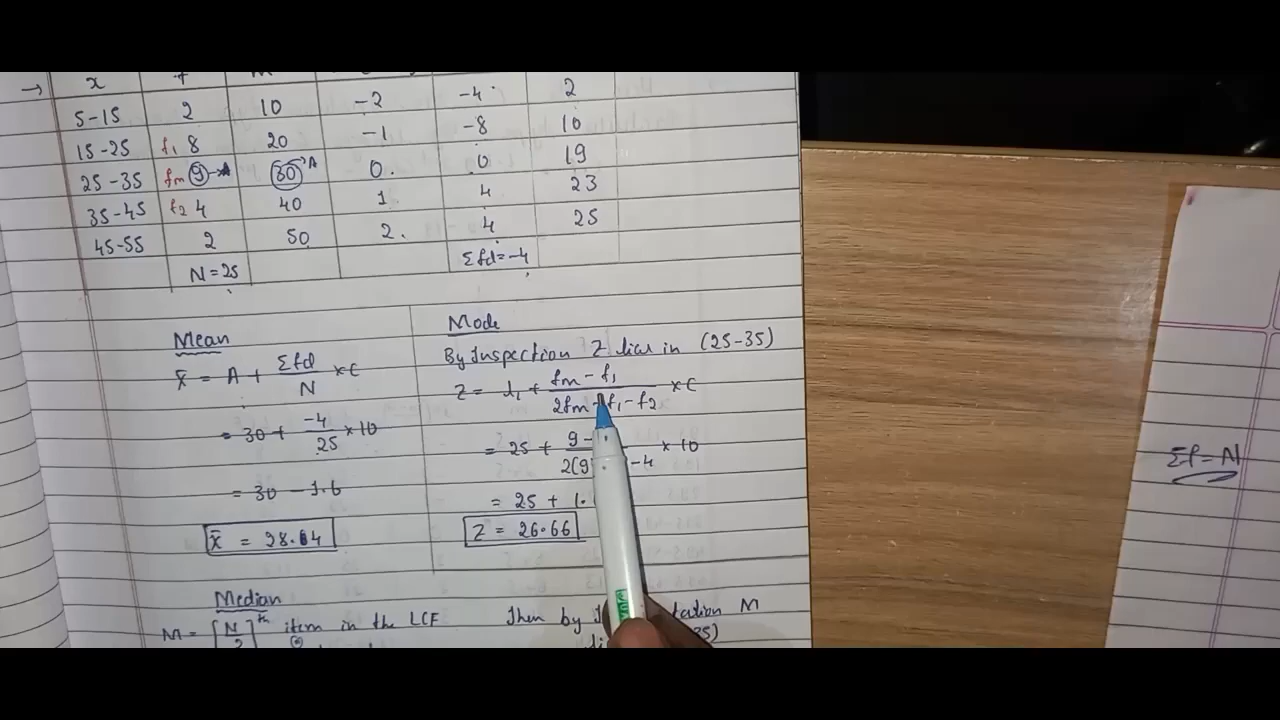 → x f
5-15 2 10 -2 -4 2
15-25 f₁ 8 20 -1 -8 10
25-35 fm 9 30 A 0. 0 19
35-45 f₂ 4 40 1 4 23
45-55 2 50 2. 4 25
N=25 Σfd=-4
Mean
x̄ = A + Σfd/N ×c
= 30 + -4/25 ×10
= 30 - 1.6
x̄ = 28.64
Mode
By Inspection Z lies in (25-35)
Z = l₁ + fm-f₁/2fm-f₁-f₂ ×c
= 25 + 9-/2(9 -4 ×10
= 25 + 1.
Z = 26.66
Σf=N
Median
M = [N/2]ᵗʰ item in the LCF
Then by M